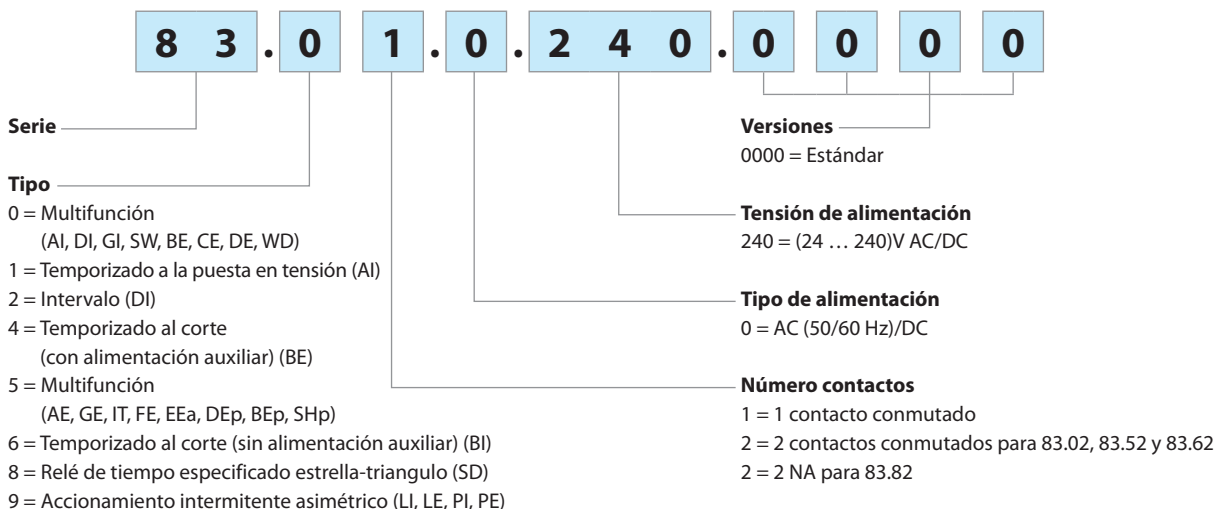 8 3 . 0 1 . 0 . 2 4 0 . 0 0 0 0
Serie
Tipo
0 = Multifunción
(AI, DI, GI, SW, BE, CE, DE, WD)
1 = Temporizado a la puesta en tensión (AI)
2 = Intervalo (DI)
4 = Temporizado al corte
(con alimentación auxiliar) (BE)
5 = Multifunción
(AE, GE, IT, FE, EEa, DEp, BEp, SHp)
6 = Temporizado al corte (sin alimentación auxiliar) (BI)
8 = Relé de tiempo especificado estrella-triangulo (SD)
9 = Accionamiento intermitente asimétrico (LI, LE, PI, PE)
Versiones
0000 = Estándar
Tensión de alimentación
240 = (24 … 240)V AC/DC
Tipo de alimentación
0 = AC (50/60 Hz)/DC
Número contactos
1 = 1 contacto conmutado
2 = 2 contactos conmutados para 83.02, 83.52 y 83.62
2 = 2 NA para 83.82